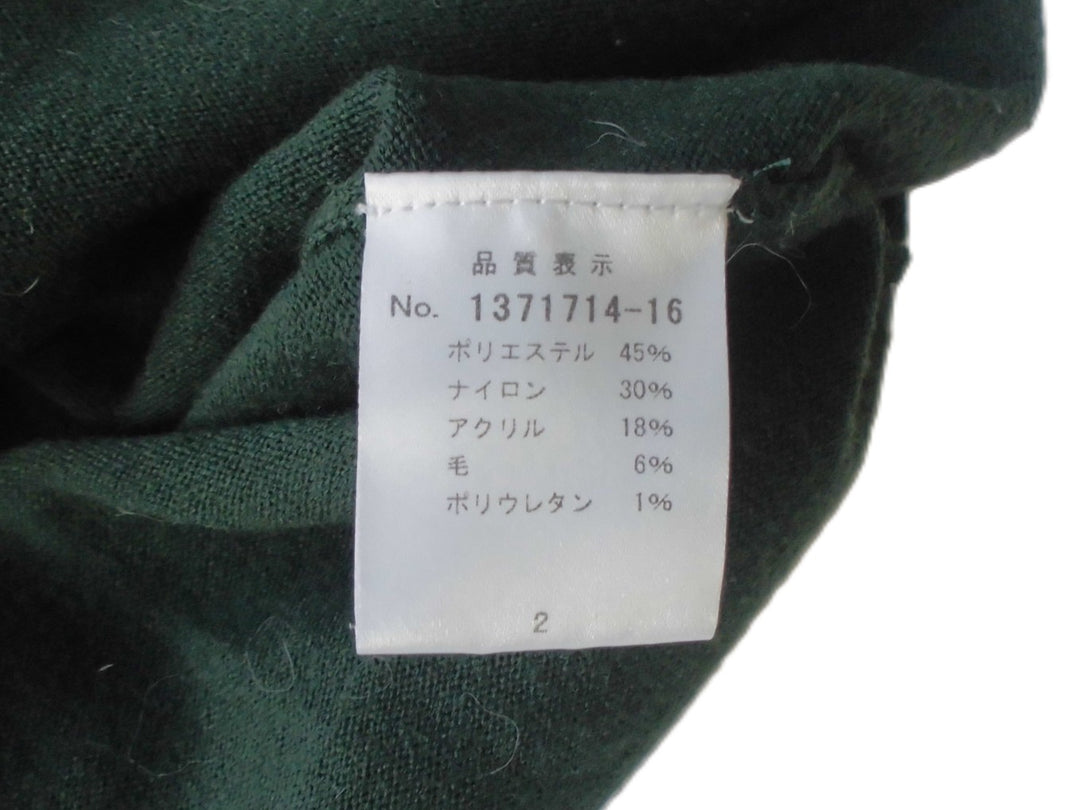 品質表示
No. 1371714-16
ポリエステル 45%
ナイロン 30%
アクリル 18%
毛 6%
ポリウレタン 1%
2